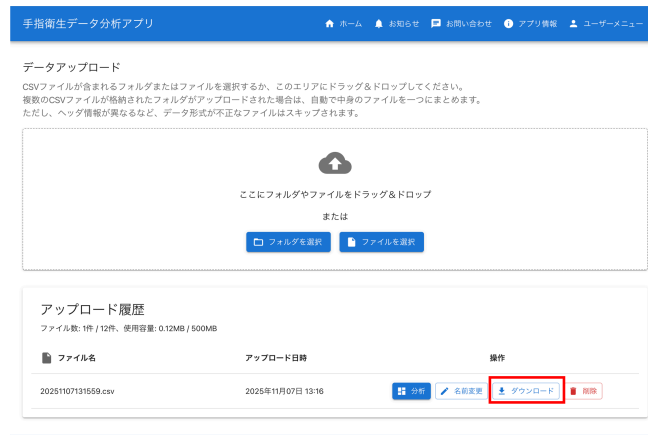 手指衛生データ分析アプリ
ホーム お知らせ お問い合わせ アプリ情報 ユーザーメニュー
データアップロード
CSVファイルが含まれるフォルダまたはファイルを選択するか、このエリアにドラッグ＆ドロップしてください。
複数のCSVファイルが格納されたフォルダがアップロードされた場合は、自動で中身のファイルを一つにまとめます。
ただし、ヘッダ情報が異なるなど、データ形式が不正なファイルはスキップされます。
ここにフォルダやファイルをドラッグ＆ドロップ
または
フォルダを選択 ファイルを選択
アップロード履歴
ファイル数: 1件 / 12件、使用容量: 0.12MB / 500MB
ファイル名 アップロード日時 操作
20251107131559.csv 2025年11月07日 13:16 分析 名前変更 ダウンロード 削除